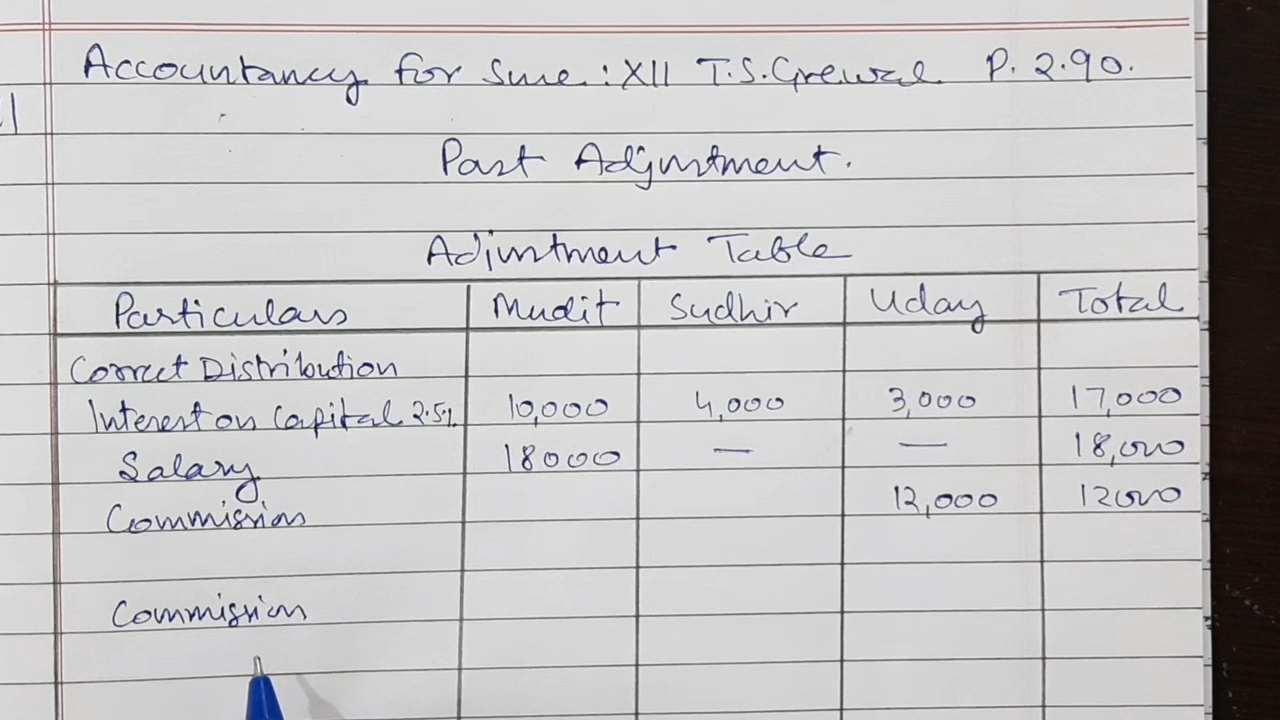 Accountancy for Sure : XII T.S. Grewal P. 2.90.
Past Adjustment.
Adjustment Table
Particulars Mudit Sudhir Uday Total
Correct Distribution
Interest on Capital 2.5% 10,000 4,000 3,000 17,000
Salary 18000 — — 18,000
Commission 12,000 12000
Commission